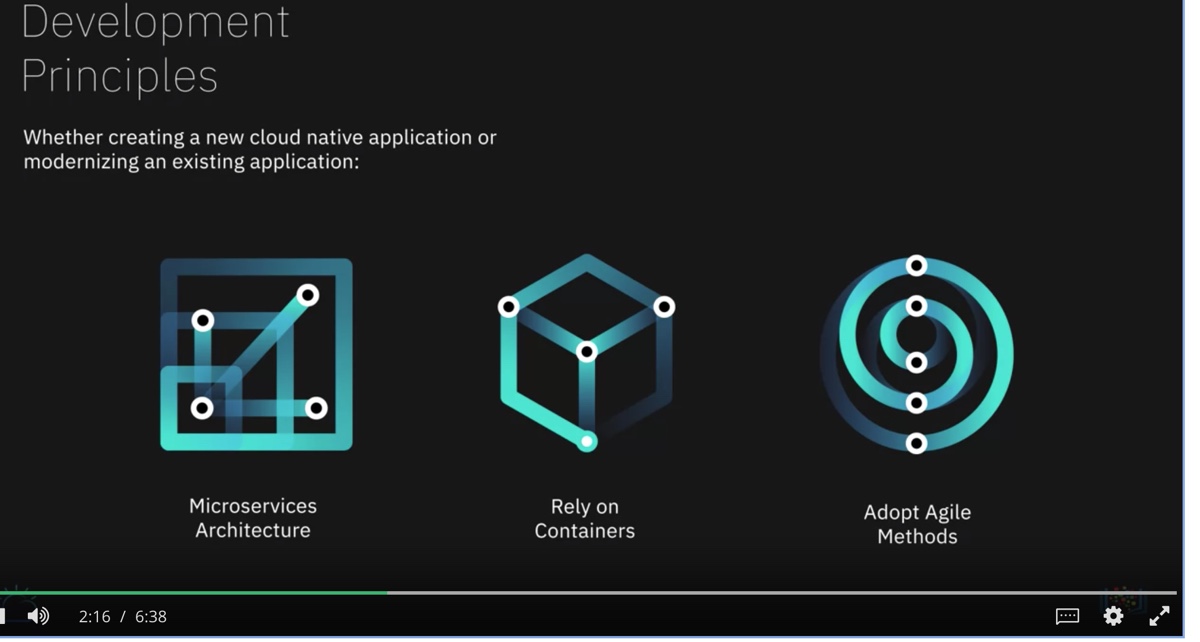 Development
Principles
Whether creating a new cloud native application or
modernizing an existing application:
Microservices
Architecture
Rely on
Containers
Adopt Agile
Methods
2:16 / 6:38